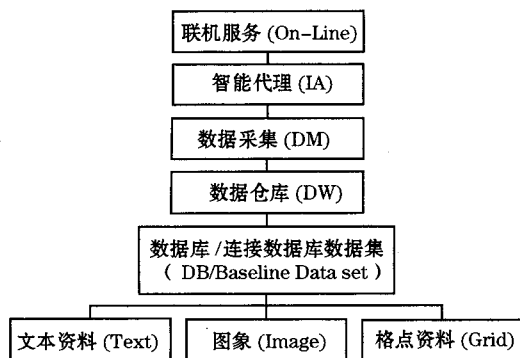 联机服务 (On-Line)
智能代理 (IA)
数据采集 (DM)
数据仓库 (DW)
数据库 /连接数据库数据集
( DB/Baseline Data set )
文本资料 (Text)
图象 (Image)
格点资料 (Grid)